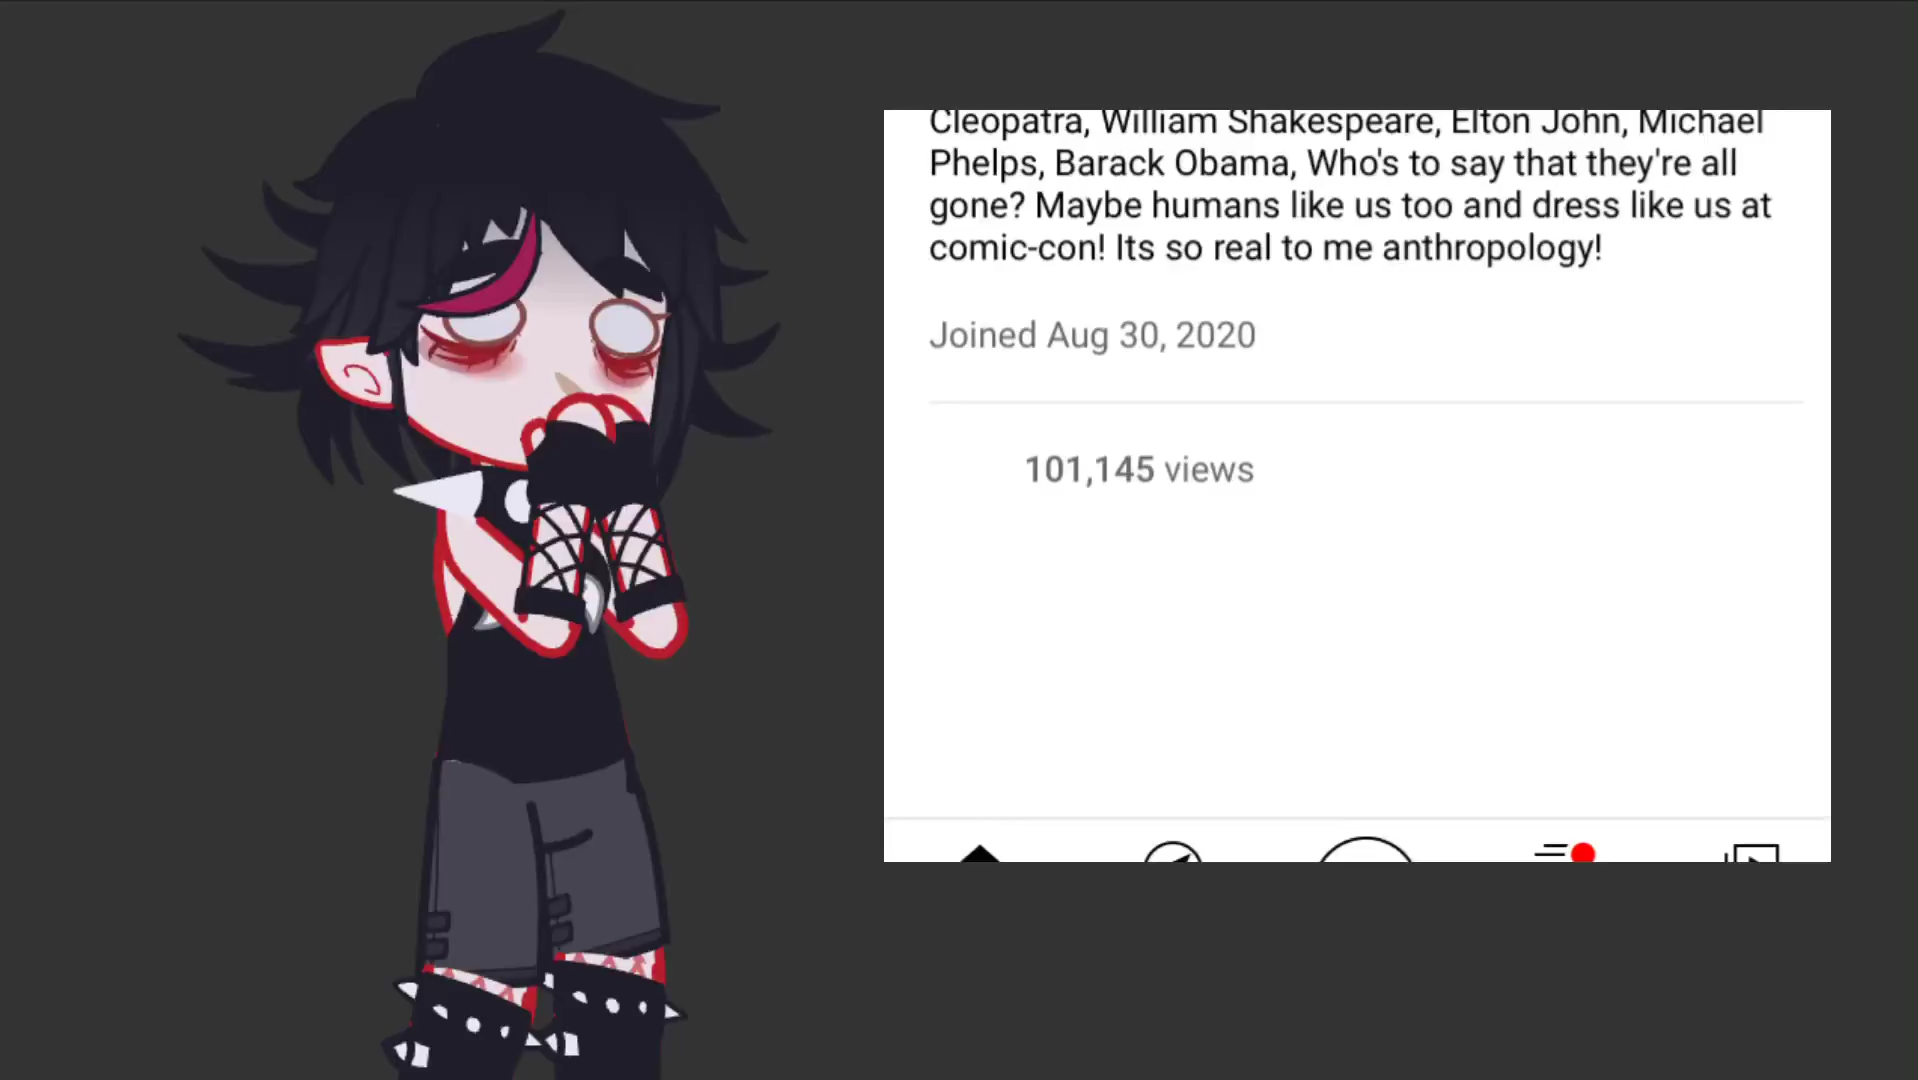 Cleopatra, William Shakespeare, Elton John, Michael
Phelps, Barack Obama, Who's to say that they're all
gone? Maybe humans like us too and dress like us at
comic-con! Its so real to me anthropology!
Joined Aug 30, 2020
101,145 views